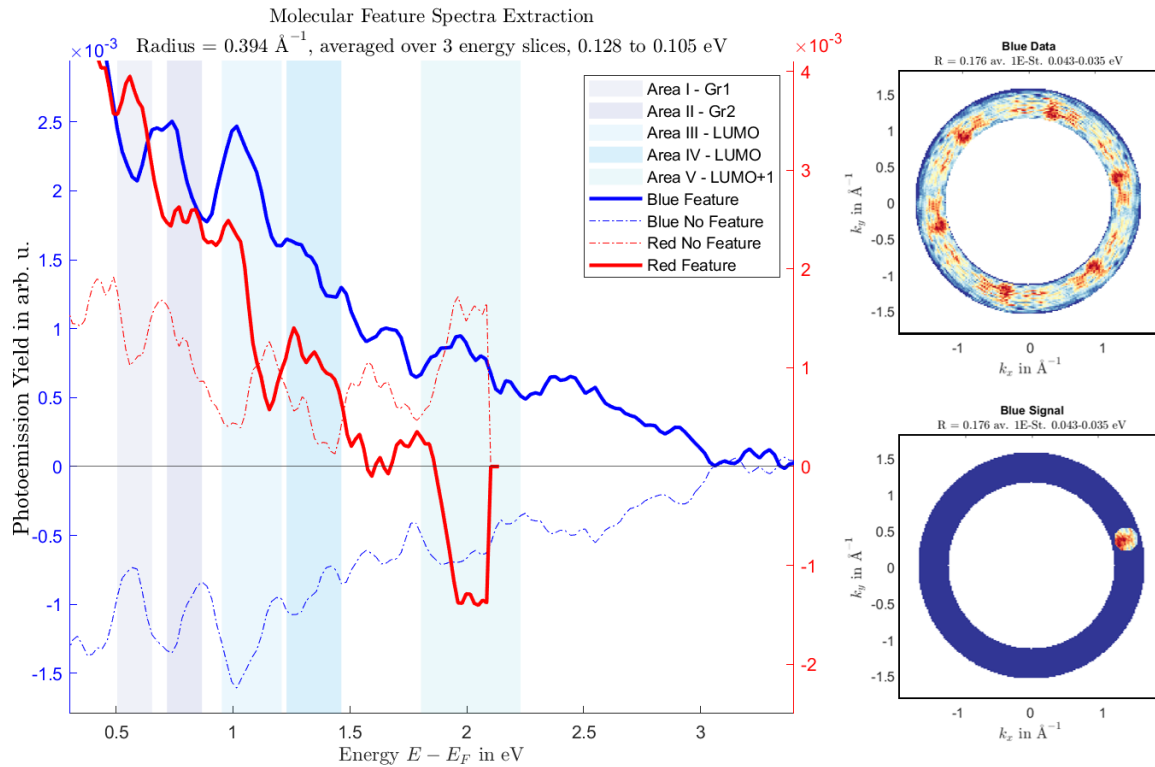 Molecular Feature Spectra Extraction
Radius = 0.394 Å⁻¹, averaged over 3 energy slices, 0.128 to 0.105 eV
×10⁻³
×10⁻³
2.5
2
1.5
1
0.5
0
-0.5
-1
-1.5
Photoemission Yield in arb. u.
4
3
2
1
0
-1
-2
0.5
1
1.5
2
2.5
3
Energy E − E_F in eV
Area I - Gr1
Area II - Gr2
Area III - LUMO
Area IV - LUMO
Area V - LUMO+1
Blue Feature
Blue No Feature
Red No Feature
Red Feature
Blue Data
R = 0.176 av. 1E-St. 0.043-0.035 eV
1.5
1
0.5
0
-0.5
-1
-1.5
k_y in Å⁻¹
-1
0
1
k_x in Å⁻¹
Blue Signal
R = 0.176 av. 1E-St. 0.043-0.035 eV
1.5
1
0.5
0
-0.5
-1
-1.5
k_y in Å⁻¹
-1
0
1
k_x in Å⁻¹